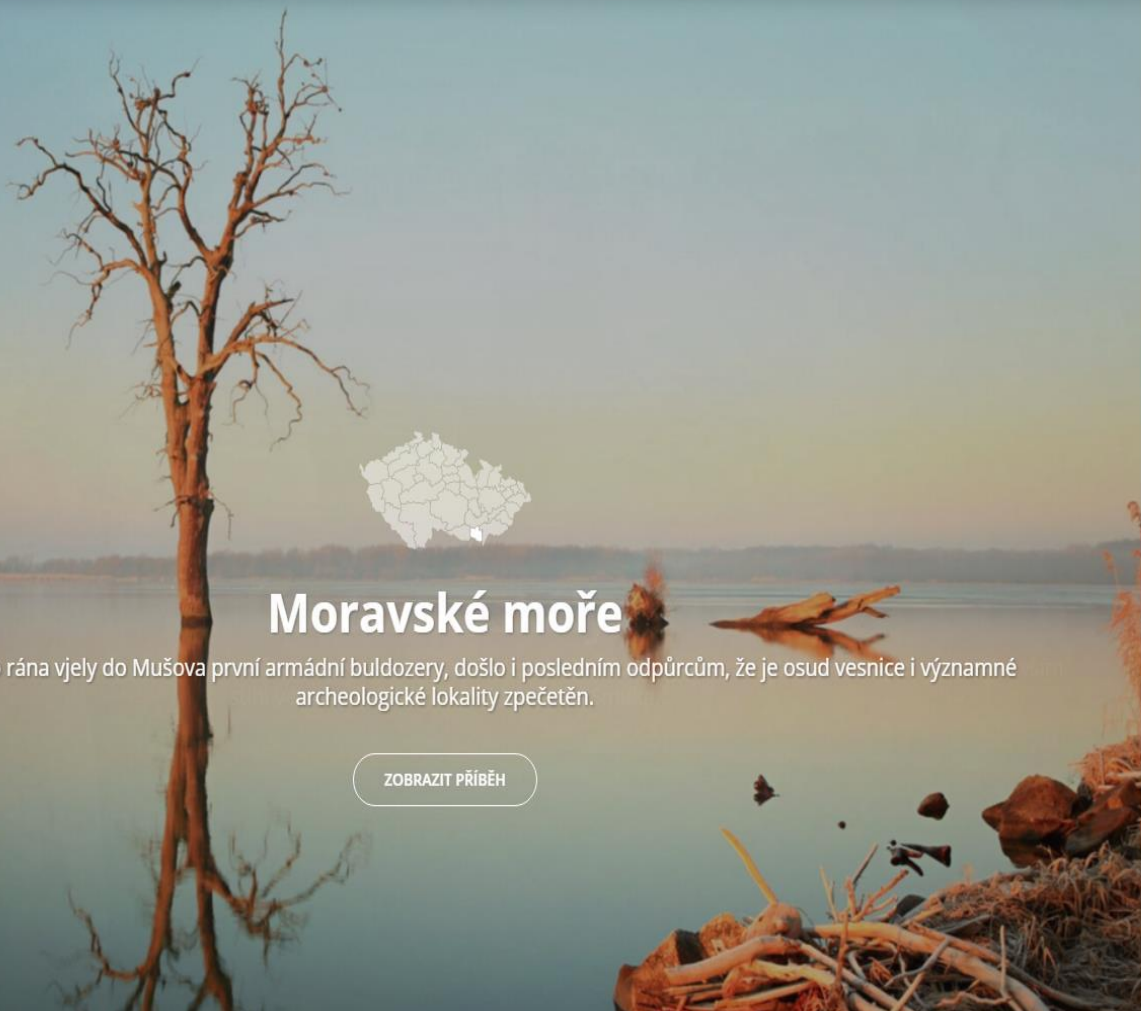 Moravské moře
rána vjely do Mušova první armádní buldozery, došlo i posledním odpůrcům, že je osud vesnice i významné
archeologické lokality zpečetěn.
ZOBRAZIT PŘÍBĚH